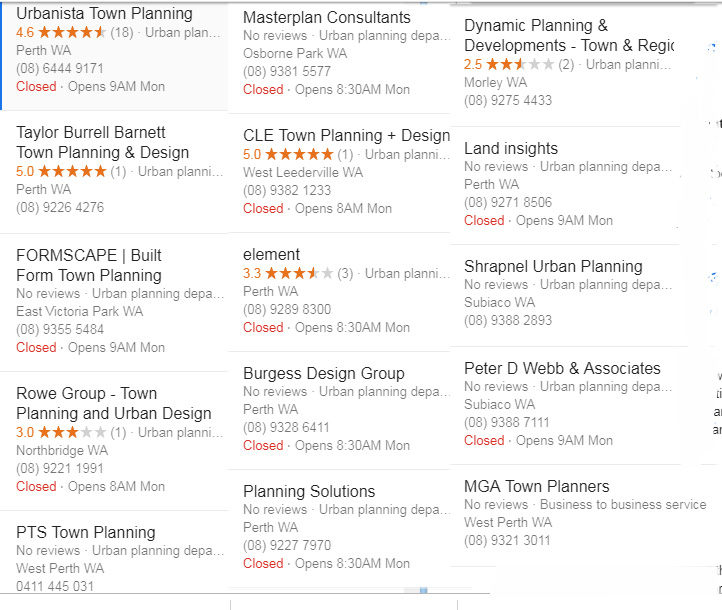 Urbanista Town Planning
4.6 (18) · Urban plan...
Perth WA
(08) 6444 9171
Closed · Opens 9AM Mon
Taylor Burrell Barnett
Town Planning & Design
5.0 (1) · Urban planni...
Perth WA
(08) 9226 4276
FORMSCAPE | Built
Form Town Planning
No reviews · Urban planning depa...
East Victoria Park WA
(08) 9355 5484
Closed · Opens 9AM Mon
Rowe Group - Town
Planning and Urban Design
3.0 (1) · Urban planni...
Northbridge WA
(08) 9221 1991
Closed · Opens 8AM Mon
PTS Town Planning
No reviews · Urban planning depa...
West Perth WA
0411 445 031
Masterplan Consultants
No reviews · Urban planning depa...
Osborne Park WA
(08) 9381 5577
Closed · Opens 8:30AM Mon
CLE Town Planning + Design
5.0 (1) · Urban planni...
West Leederville WA
(08) 9382 1233
Closed · Opens 8AM Mon
element
3.3 (3) · Urban planni...
Perth WA
(08) 9289 8300
Closed · Opens 8:30AM Mon
Burgess Design Group
No reviews · Urban planning depa...
Perth WA
(08) 9328 6411
Closed · Opens 8:30AM Mon
Planning Solutions
No reviews · Urban planning depa...
Perth WA
(08) 9227 7970
Closed · Opens 8:30AM Mon
Dynamic Planning &
Developments - Town & Regic
2.5 (2) · Urban planni...
Morley WA
(08) 9275 4433
Land insights
No reviews · Urban planning depa...
Perth WA
(08) 9271 8506
Closed · Opens 9AM Mon
Shrapnel Urban Planning
No reviews · Urban planning depa...
Subiaco WA
(08) 9388 2893
Peter D Webb & Associates
No reviews · Urban planning depa...
Subiaco WA
(08) 9388 7111
Closed · Opens 9AM Mon
MGA Town Planners
No reviews · Business to business service
West Perth WA
(08) 9321 3011